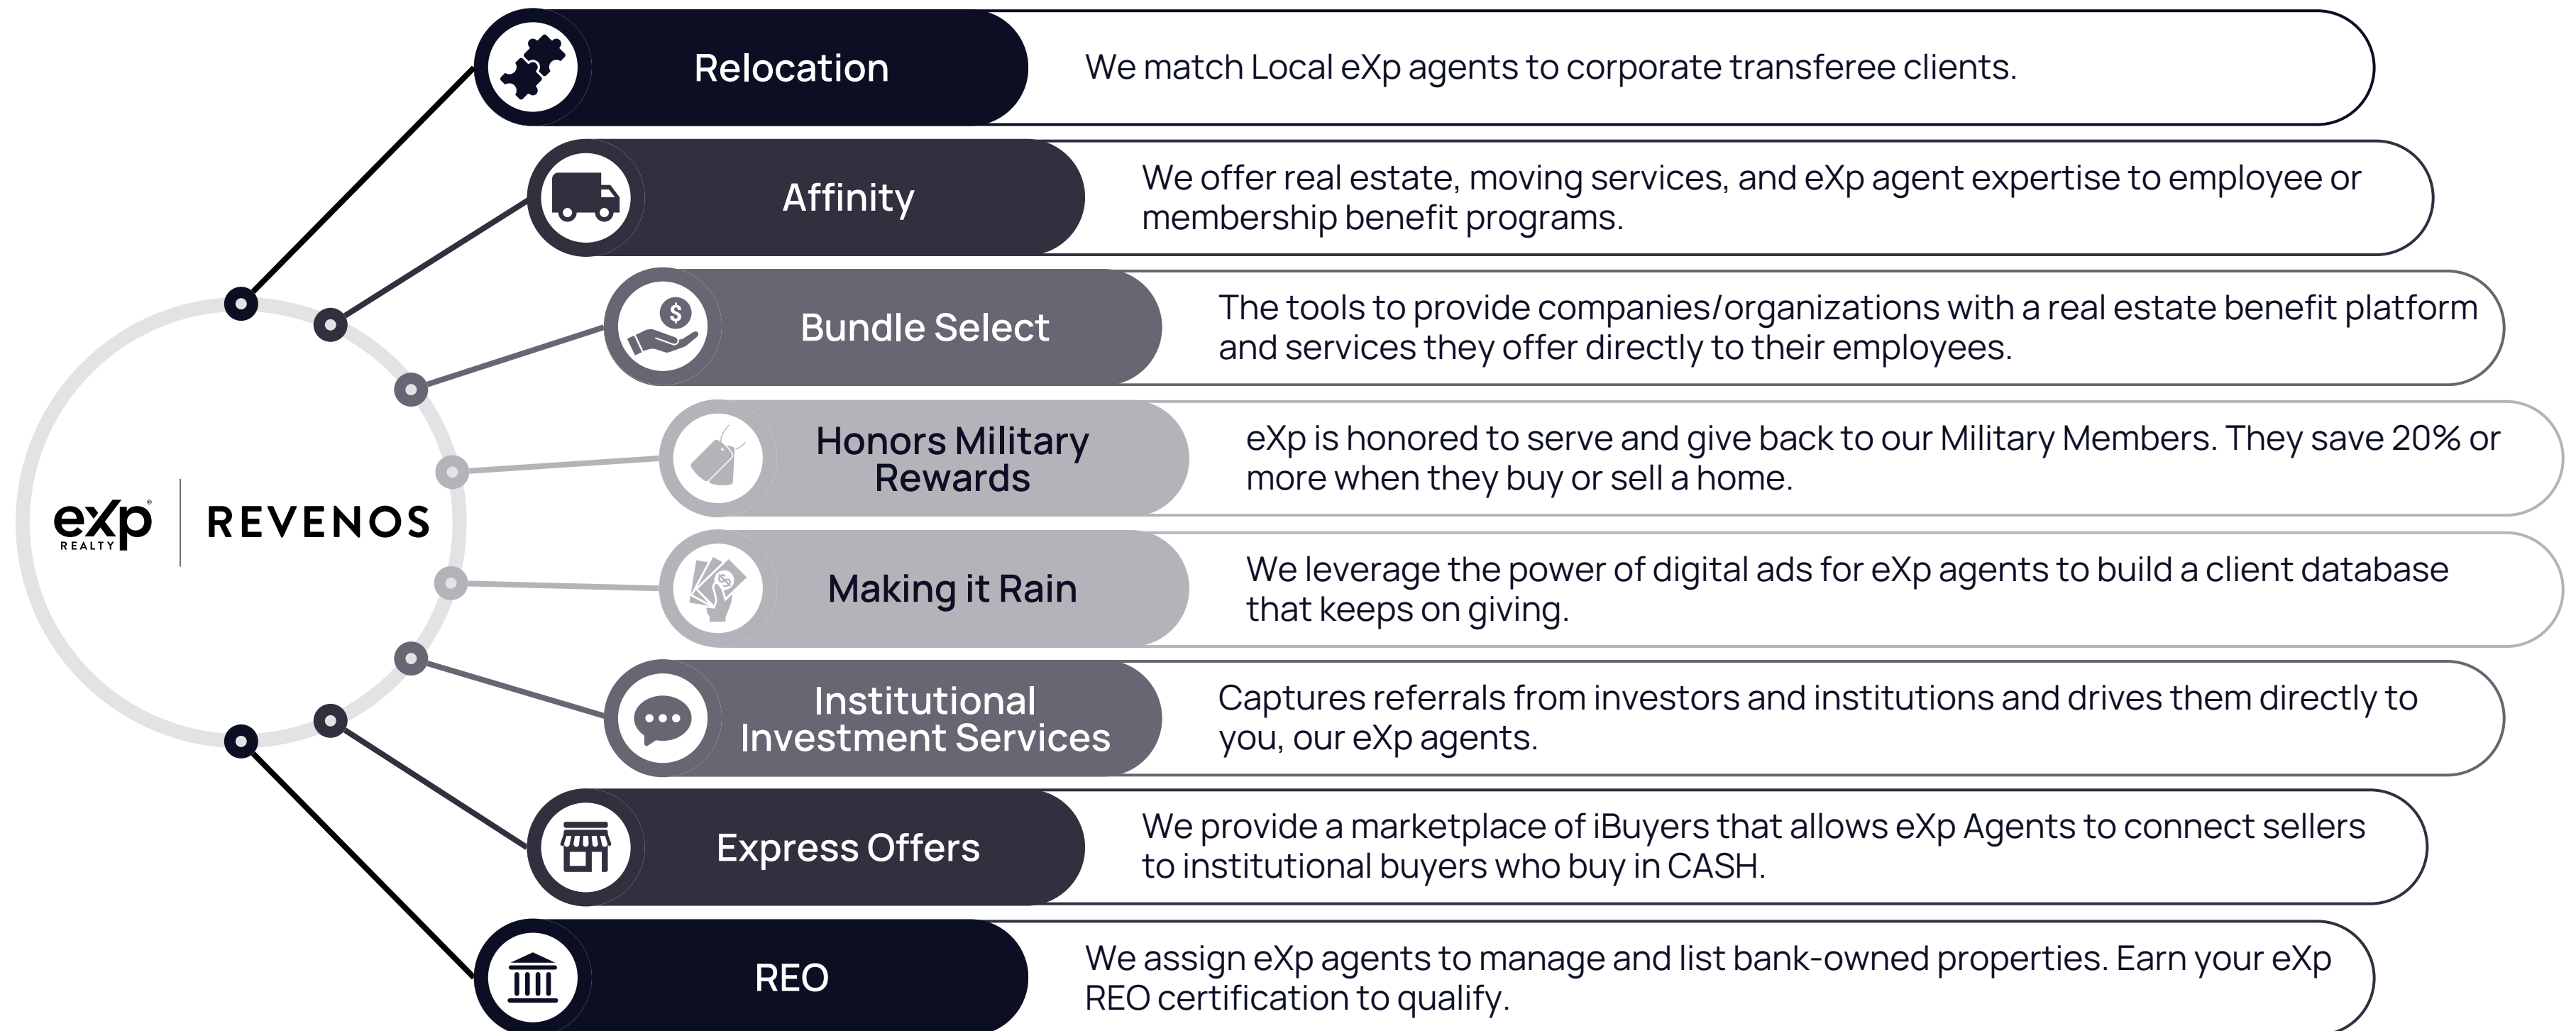 Relocation
We match Local eXp agents to corporate transferee clients.
Affinity
We offer real estate, moving services, and eXp agent expertise to employee or
membership benefit programs.
$
Bundle Select
The tools to provide companies/organizations with a real estate benefit platform
and services they offer directly to their employees.
Honors Military
Rewards
eXp is honored to serve and give back to our Military Members. They save 20% or
more when they buy or sell a home.
eXp® REALTY
REVENOS
$
Making it Rain
We leverage the power of digital ads for eXp agents to build a client database
that keeps on giving.
Institutional
Investment Services
Captures referrals from investors and institutions and drives them directly to
you, our eXp agents.
Express Offers
We provide a marketplace of iBuyers that allows eXp Agents to connect sellers
to institutional buyers who buy in CASH.
REO
We assign eXp agents to manage and list bank-owned properties. Earn your eXp
REO certification to qualify.